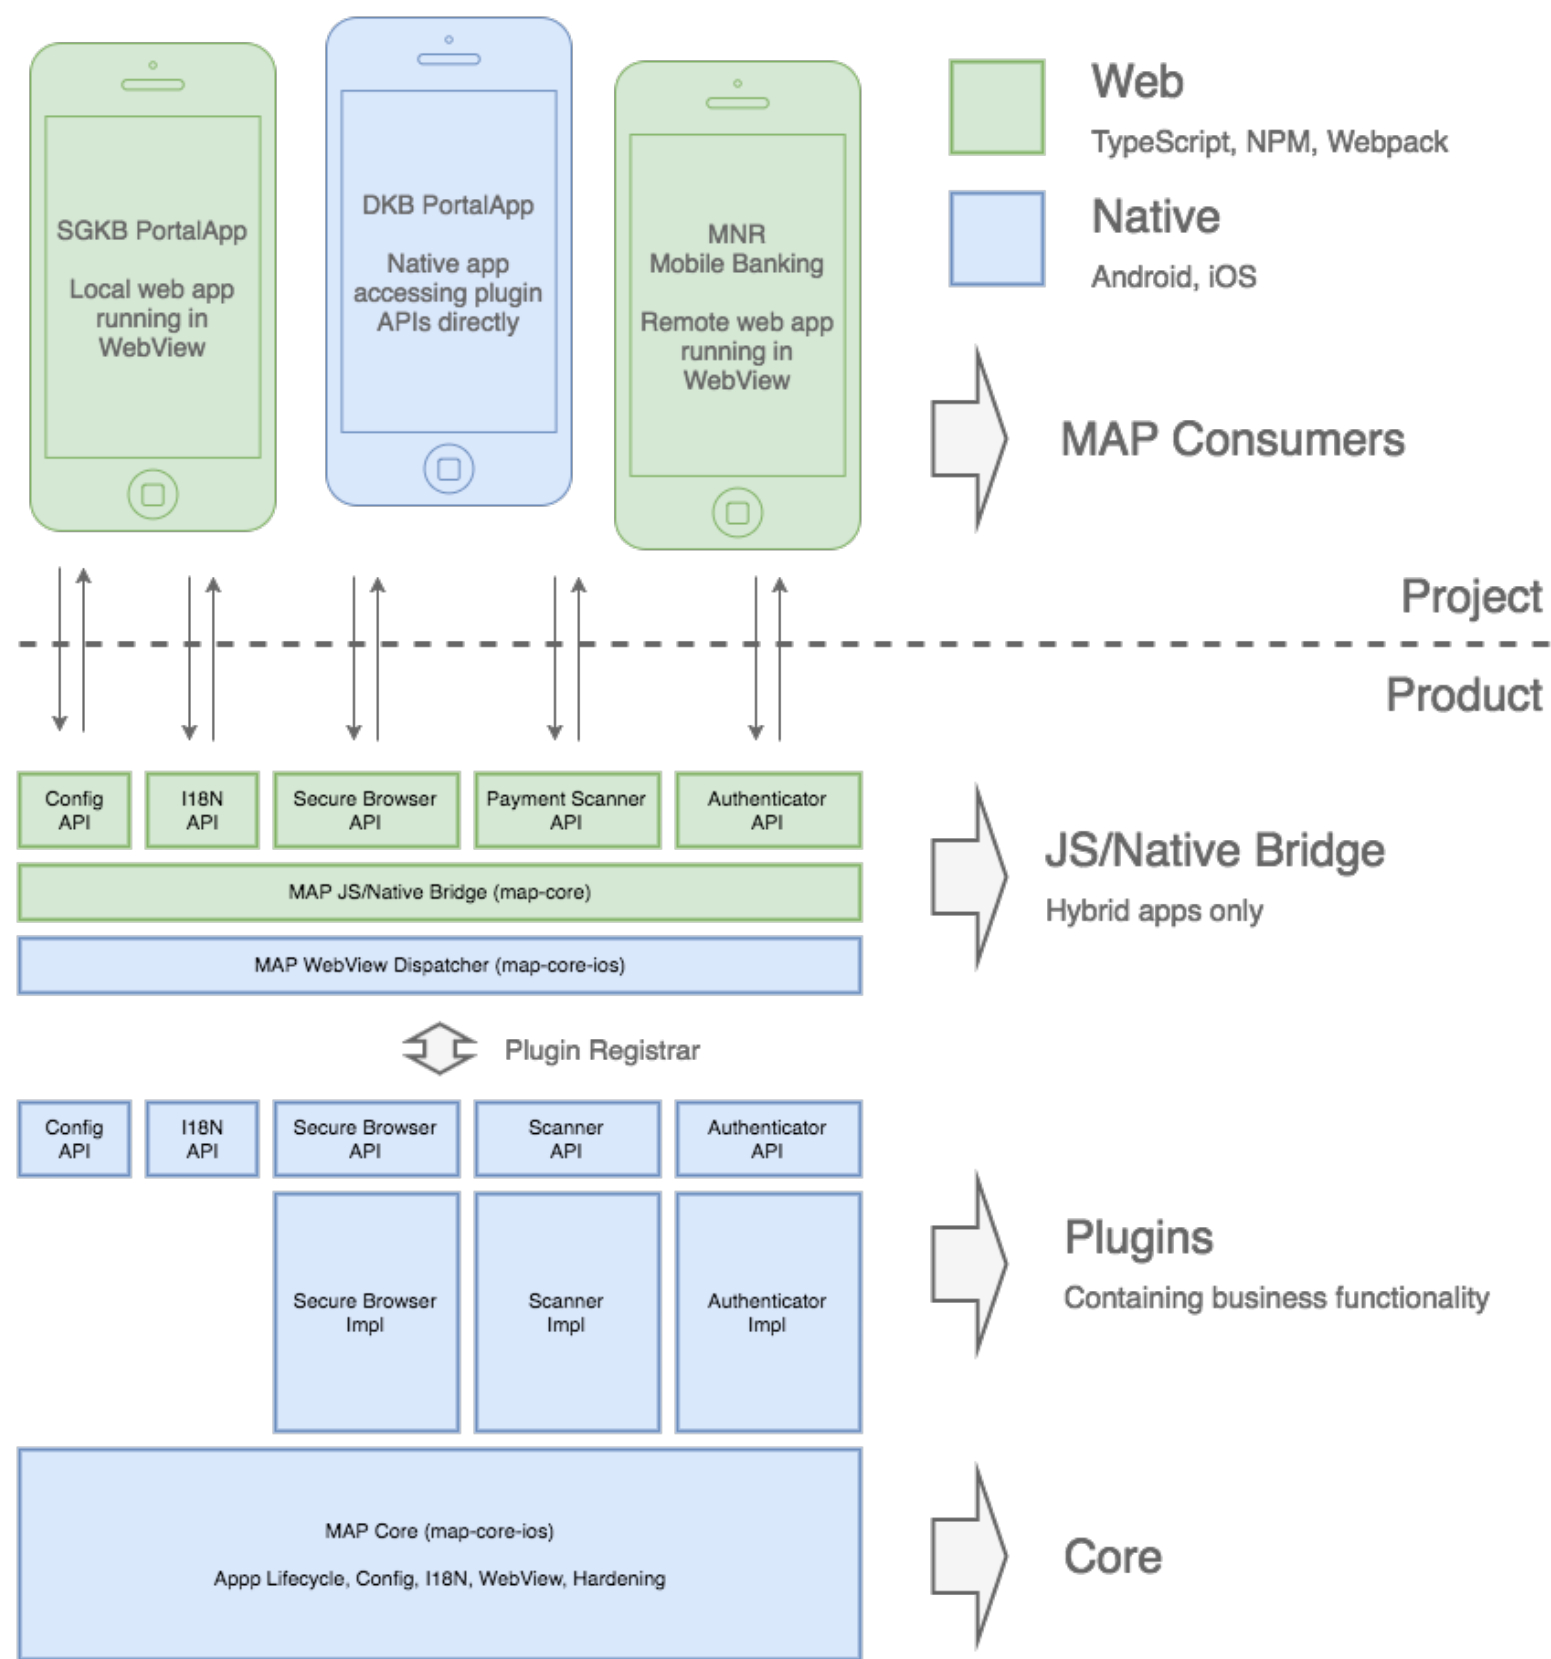 SGKB PortalApp
Local web app
running in
WebView
DKB PortalApp
Native app
accessing plugin
APIs directly
MNR
Mobile Banking
Remote web app
running in
WebView
Web
TypeScript, NPM, Webpack
Native
Android, iOS
MAP Consumers
Project
Product
Config
API
I18N
API
Secure Browser
API
Payment Scanner
API
Authenticator
API
MAP JS/Native Bridge (map-core)
MAP WebView Dispatcher (map-core-ios)
JS/Native Bridge
Hybrid apps only
Plugin Registrar
Config
API
I18N
API
Secure Browser
API
Scanner
API
Authenticator
API
Secure Browser
Impl
Scanner
Impl
Authenticator
Impl
Plugins
Containing business functionality
MAP Core (map-core-ios)
Appp Lifecycle, Config, I18N, WebView, Hardening
Core